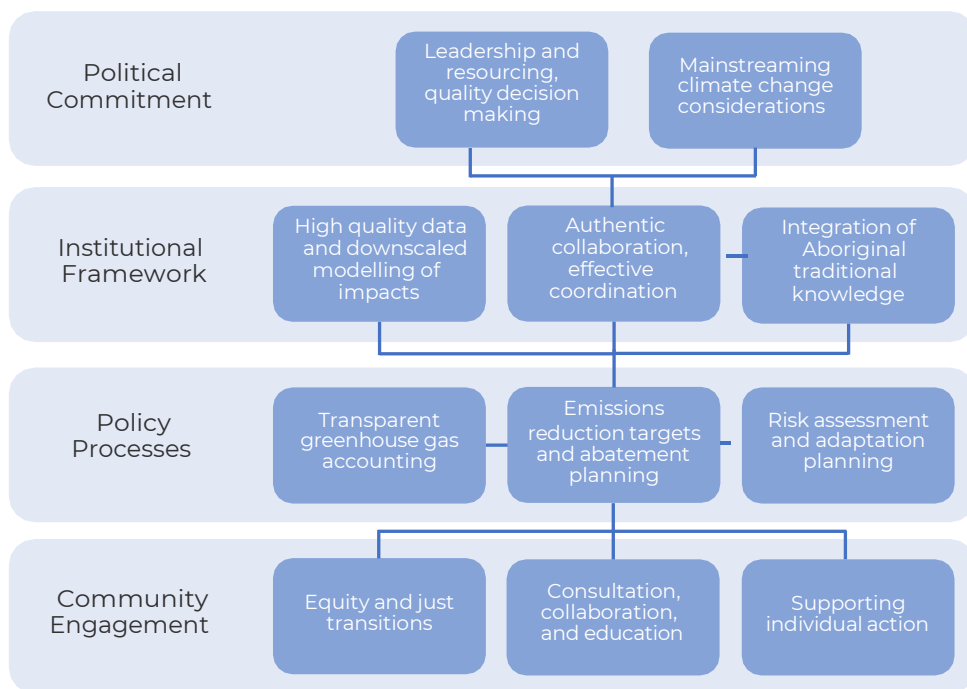 Political
Commitment
Leadership and
resourcing,
quality decision
making
Mainstreaming
climate change
considerations
Institutional
Framework
High quality data
and downscaled
modelling of
impacts
Authentic
collaboration,
effective
coordination
Integration of
Aboriginal
traditional
knowledge
Policy
Processes
Transparent
greenhouse gas
accounting
Emissions
reduction targets
and abatement
planning
Risk assessment
and adaptation
planning
Community
Engagement
Equity and just
transitions
Consultation,
collaboration,
and education
Supporting
individual action